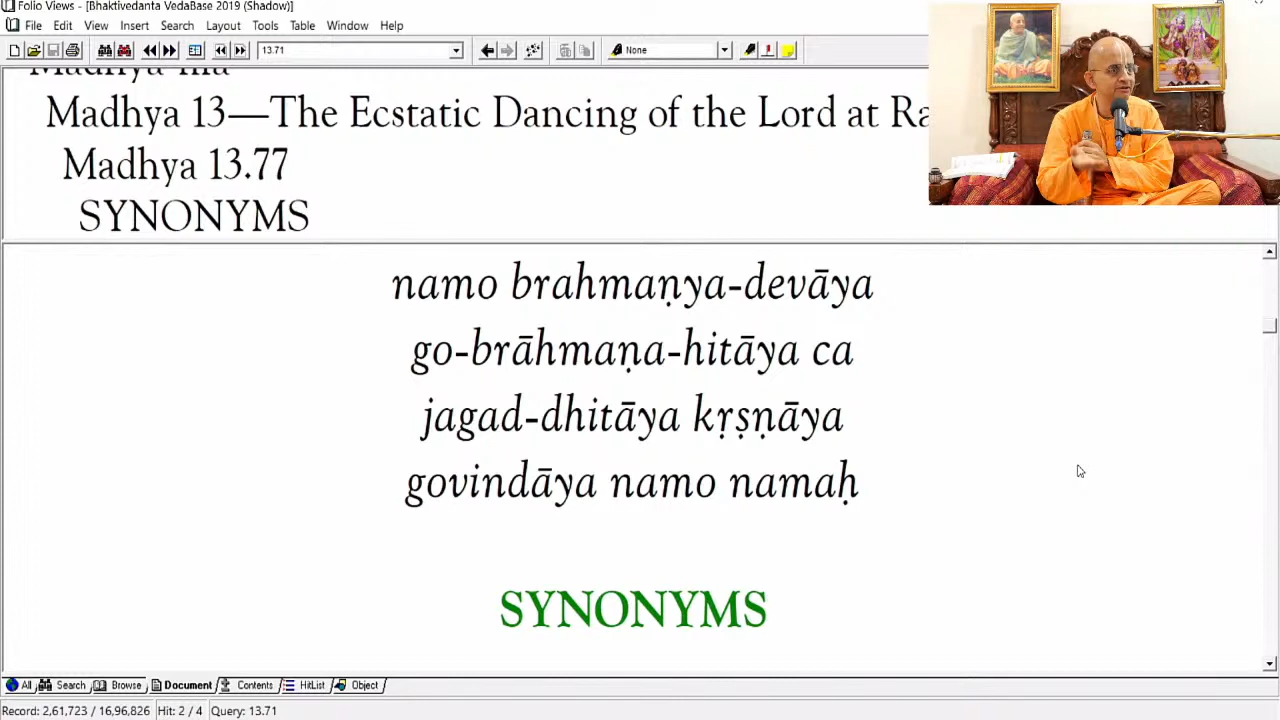 Folio Views - [Bhaktivedanta VedaBase 2019 (Shadow)]
File Edit View Insert Search Layout Tools Table Window Help
13.71
None
Madhya 13—The Ecstatic Dancing of the Lord at Ra
Madhya 13.77
SYNONYMS
namo brahmaṇya-devāya
go-brāhmaṇa-hitāya ca
jagad-dhitāya kṛṣṇāya
govindāya namo namaḥ
SYNONYMS
All Search Browse Document Contents HitList Object
Record: 2,61,723 / 16,96,826 Hit: 2 / 4 Query: 13.71